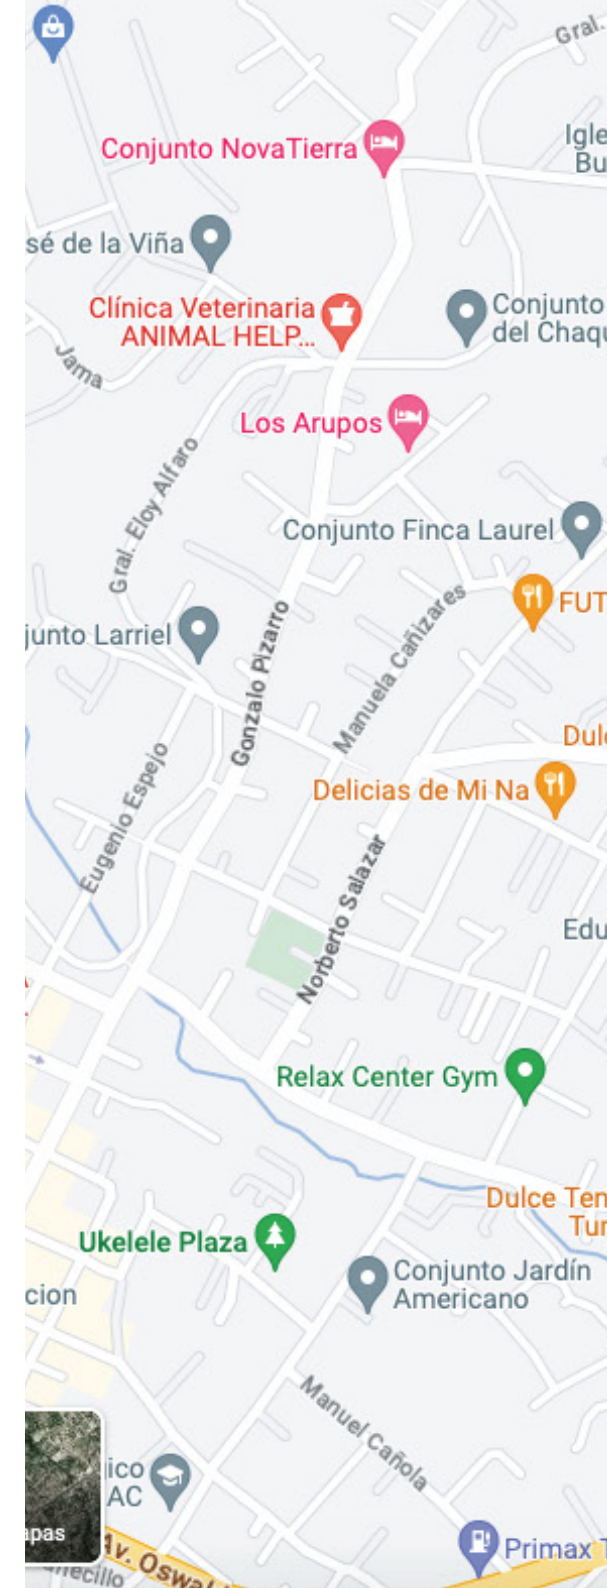 Gral.
Igle
Bu
Conjunto NovaTierra
sé de la Viña
Clínica Veterinaria
ANIMAL HELP...
Conjunto
del Chaqu
Jama
Los Arupos
Gral. Eloy Alfaro
Conjunto Finca Laurel
FUT
junto Larriel
Gonzalo Pizarro
Manuela Cañizares
Dulc
Delicias de Mi Na
Eugenio Espejo
Norberto Salazar
Edu
Relax Center Gym
Dulce Ten
Tur
Ukelele Plaza
Conjunto Jardín
Americano
cion
Manuel Cañola
ico
AC
apas
Av. Oswal
necillo
Primax T